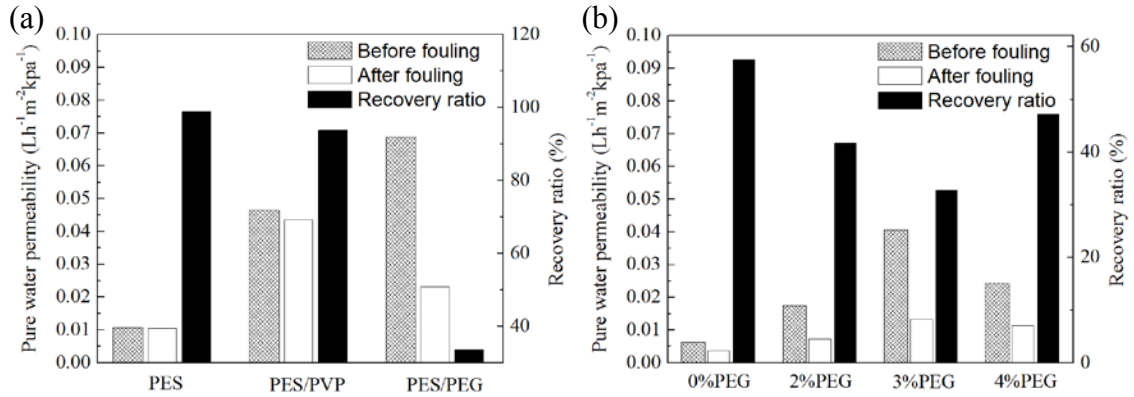 (a)
Pure water permeability (Lh⁻¹m⁻²kpa⁻¹)
0.10
0.09
0.08
0.07
0.06
0.05
0.04
0.03
0.02
0.01
0.00
Before fouling
After fouling
Recovery ratio
120
100
80
60
40
Recovery ratio (%)
PES PES/PVP PES/PEG
(b)
Pure water permeability (Lh⁻¹m⁻²kpa⁻¹)
0.10
0.09
0.08
0.07
0.06
0.05
0.04
0.03
0.02
0.01
0.00
Before fouling
After fouling
Recovery ratio
60
40
20
0
Recovery ratio (%)
0%PEG 2%PEG 3%PEG 4%PEG